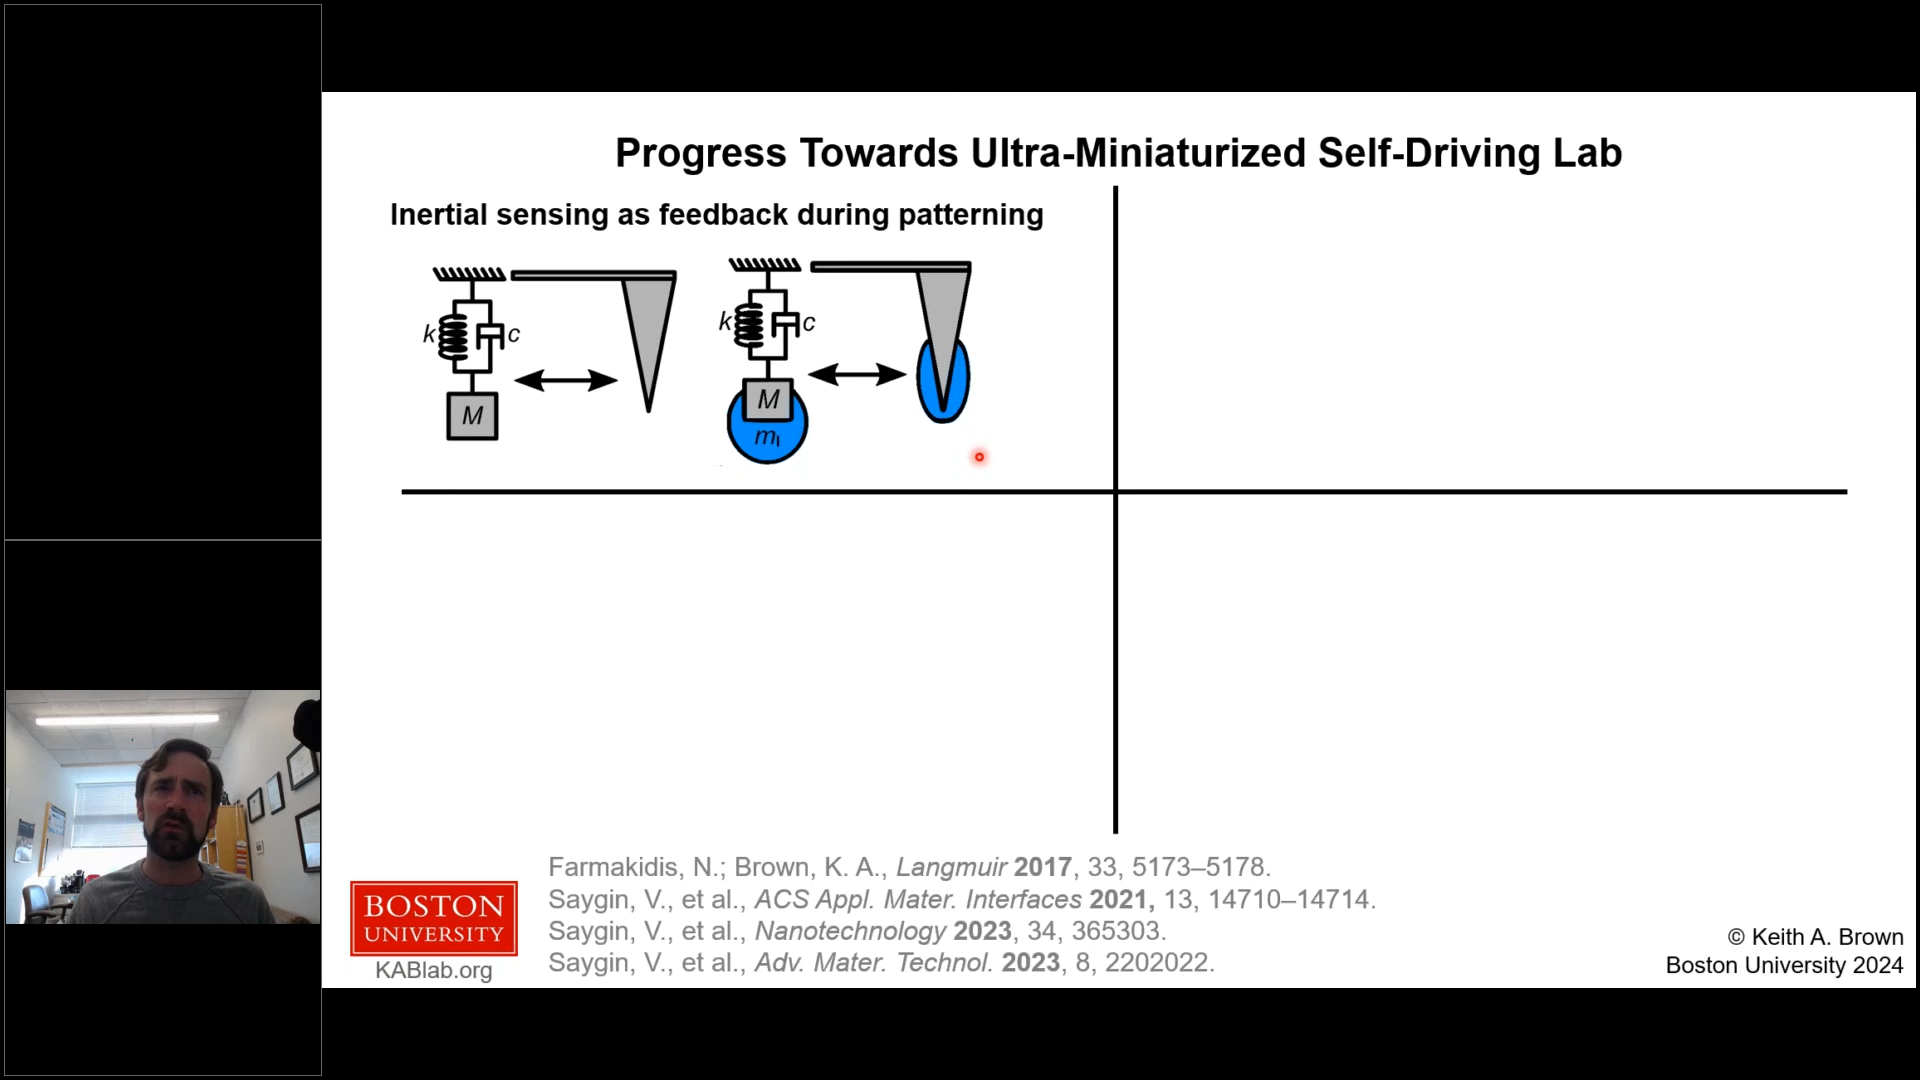 Progress Towards Ultra-Miniaturized Self-Driving Lab
Inertial sensing as feedback during patterning
k
c
M
k
c
M
mₗ
Farmakidis, N.; Brown, K. A., Langmuir 2017, 33, 5173–5178.
Saygin, V., et al., ACS Appl. Mater. Interfaces 2021, 13, 14710–14714.
Saygin, V., et al., Nanotechnology 2023, 34, 365303.
Saygin, V., et al., Adv. Mater. Technol. 2023, 8, 2202022.
BOSTON
UNIVERSITY
KABlab.org
© Keith A. Brown
Boston University 2024